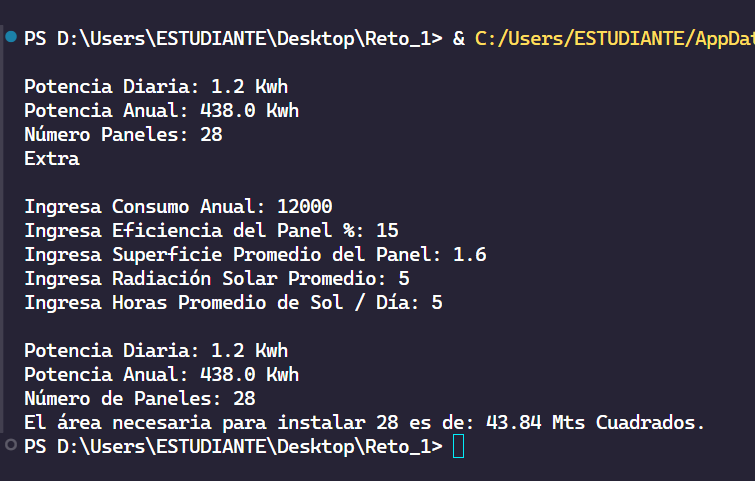 PS D:\Users\ESTUDIANTE\Desktop\Reto_1> & C:/Users/ESTUDIANTE/AppDat
Potencia Diaria: 1.2 Kwh
Potencia Anual: 438.0 Kwh
Número Paneles: 28
Extra
Ingresa Consumo Anual: 12000
Ingresa Eficiencia del Panel %: 15
Ingresa Superficie Promedio del Panel: 1.6
Ingresa Radiación Solar Promedio: 5
Ingresa Horas Promedio de Sol / Día: 5
Potencia Diaria: 1.2 Kwh
Potencia Anual: 438.0 Kwh
Número de Paneles: 28
El área necesaria para instalar 28 es de: 43.84 Mts Cuadrados.
PS D:\Users\ESTUDIANTE\Desktop\Reto_1>